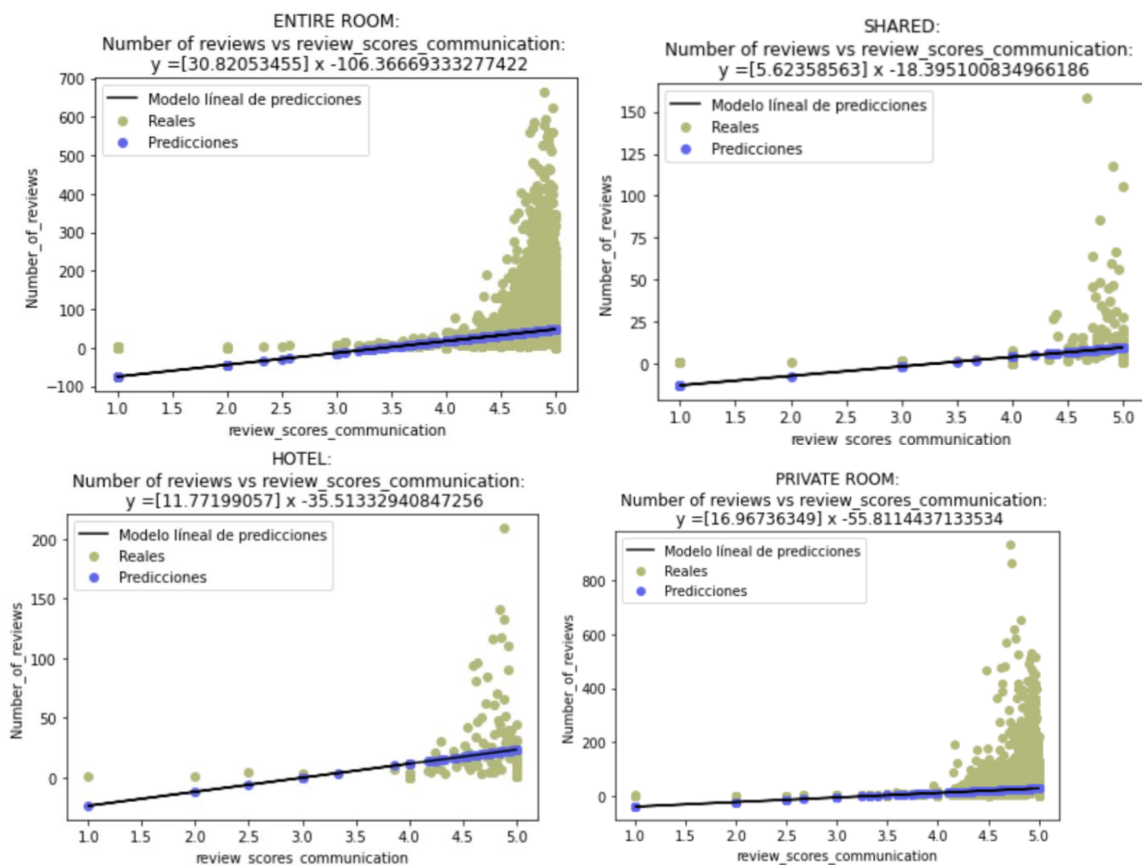 ENTIRE ROOM:
Number of reviews vs review_scores_communication:
y =[30.82053455] x -106.36669333277422
Modelo líneal de predicciones
Reales
Predicciones
Number_of_reviews
700
600
500
400
300
200
100
0
−100
1.0 1.5 2.0 2.5 3.0 3.5 4.0 4.5 5.0
review_scores_communication
SHARED:
Number of reviews vs review_scores_communication:
y =[5.62358563] x -18.395100834966186
Modelo líneal de predicciones
Reales
Predicciones
Number_of_reviews
150
125
100
75
50
25
0
1.0 1.5 2.0 2.5 3.0 3.5 4.0 4.5 5.0
review_scores_communication
HOTEL:
Number of reviews vs review_scores_communication:
y =[11.77199057] x -35.51332940847256
Modelo líneal de predicciones
Reales
Predicciones
Number_of_reviews
200
150
100
50
0
1.0 1.5 2.0 2.5 3.0 3.5 4.0 4.5 5.0
review_scores_communication
PRIVATE ROOM:
Number of reviews vs review_scores_communication:
y =[16.96736349] x -55.8114437133534
Modelo líneal de predicciones
Reales
Predicciones
Number_of_reviews
800
600
400
200
0
1.0 1.5 2.0 2.5 3.0 3.5 4.0 4.5 5.0
review_scores_communication